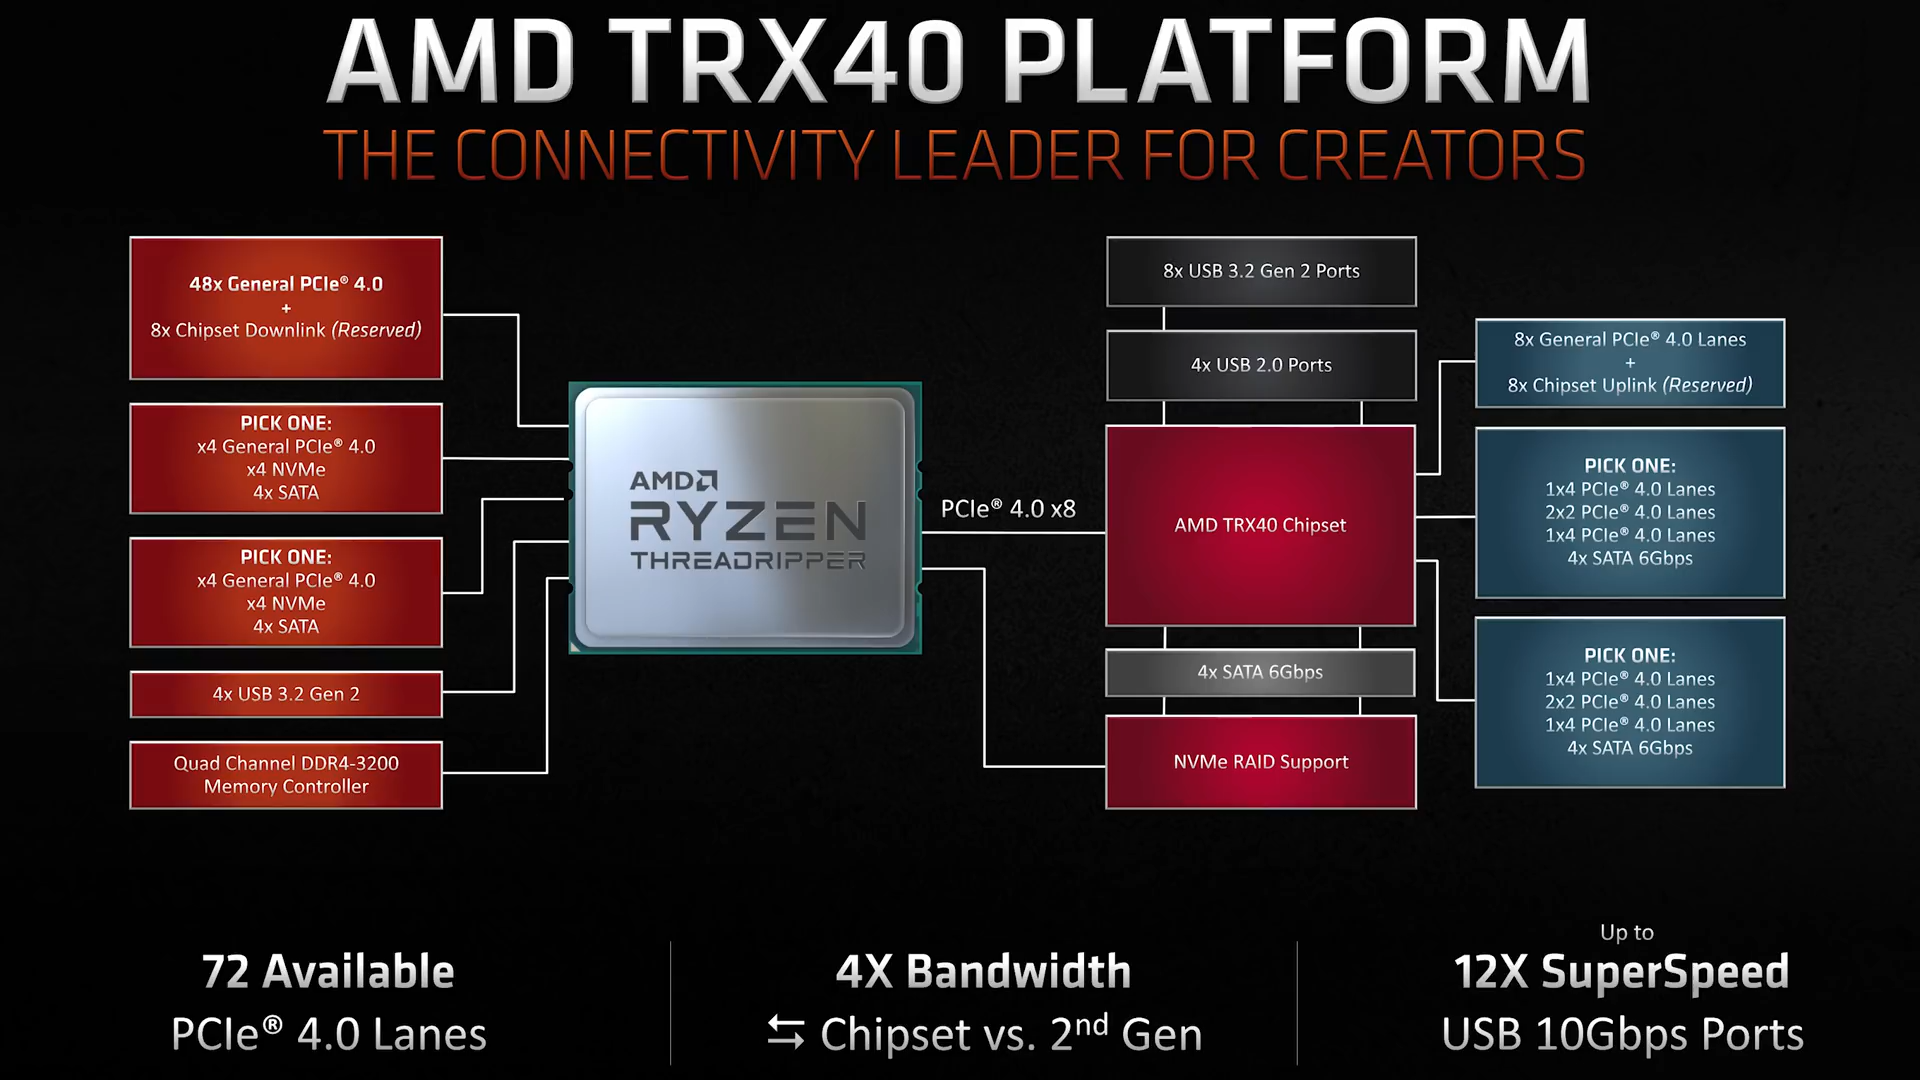 AMD TRX40 PLATFORM
THE CONNECTIVITY LEADER FOR CREATORS
48x General PCIe® 4.0
+
8x Chipset Downlink (Reserved)
PICK ONE:
x4 General PCIe® 4.0
x4 NVMe
4x SATA
PICK ONE:
x4 General PCIe® 4.0
x4 NVMe
4x SATA
4x USB 3.2 Gen 2
Quad Channel DDR4-3200
Memory Controller
AMD
RYZEN
THREADRIPPER
PCIe® 4.0 x8
8x USB 3.2 Gen 2 Ports
4x USB 2.0 Ports
AMD TRX40 Chipset
4x SATA 6Gbps
NVMe RAID Support
8x General PCIe® 4.0 Lanes
+
8x Chipset Uplink (Reserved)
PICK ONE:
1x4 PCIe® 4.0 Lanes
2x2 PCIe® 4.0 Lanes
1x4 PCIe® 4.0 Lanes
4x SATA 6Gbps
PICK ONE:
1x4 PCIe® 4.0 Lanes
2x2 PCIe® 4.0 Lanes
1x4 PCIe® 4.0 Lanes
4x SATA 6Gbps
72 Available
PCIe® 4.0 Lanes
4X Bandwidth
⇆ Chipset vs. 2nd Gen
Up to
12X SuperSpeed
USB 10Gbps Ports